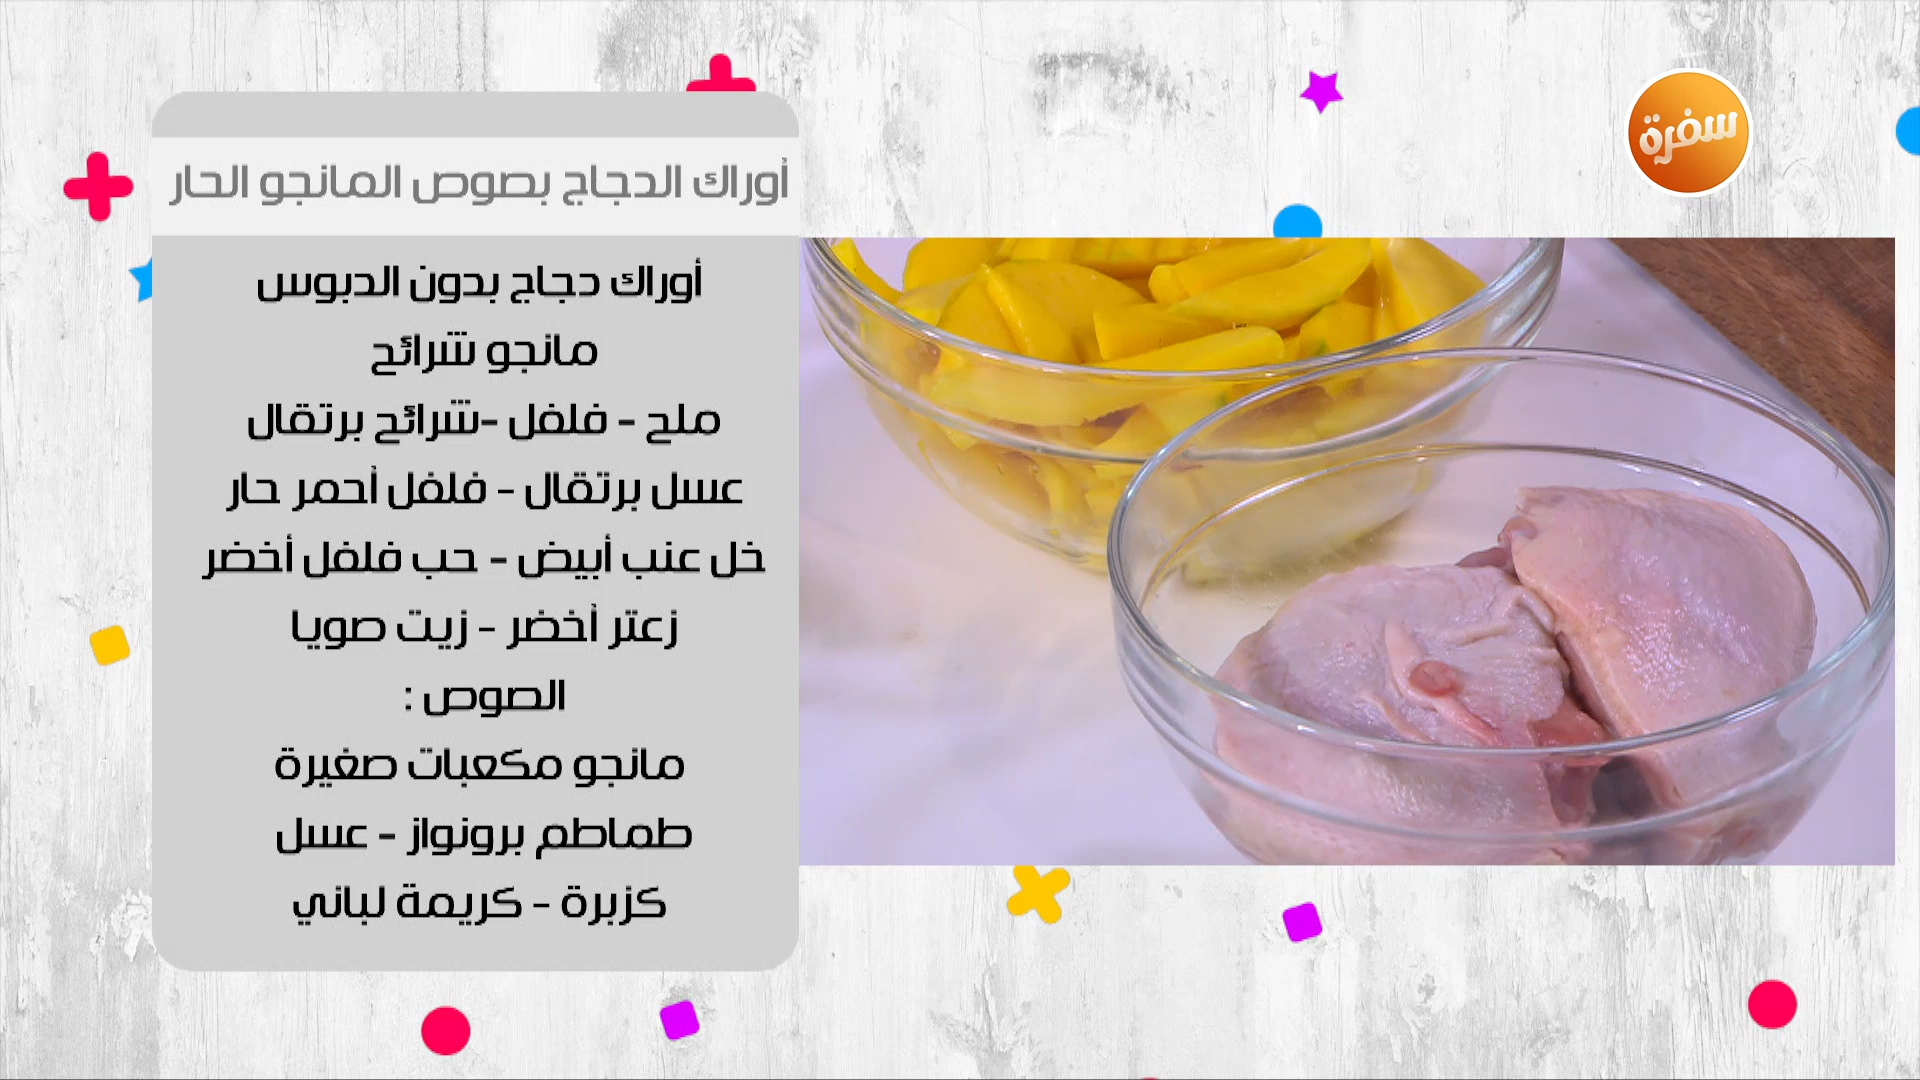 سفرة
أوراك الدجاج بصوص المانجو الحار
أوراك دجاج بدون الدبوس
مانجو شرائح
ملح - فلفل -شرائح برتقال
عسل برتقال - فلفل أحمر حار
خل عنب أبيض - حب فلفل أخضر
زعتر أخضر - زيت صويا
الصوص :
مانجو مكعبات صغيرة
طماطم برونواز - عسل
كزبرة - كريمة لباني